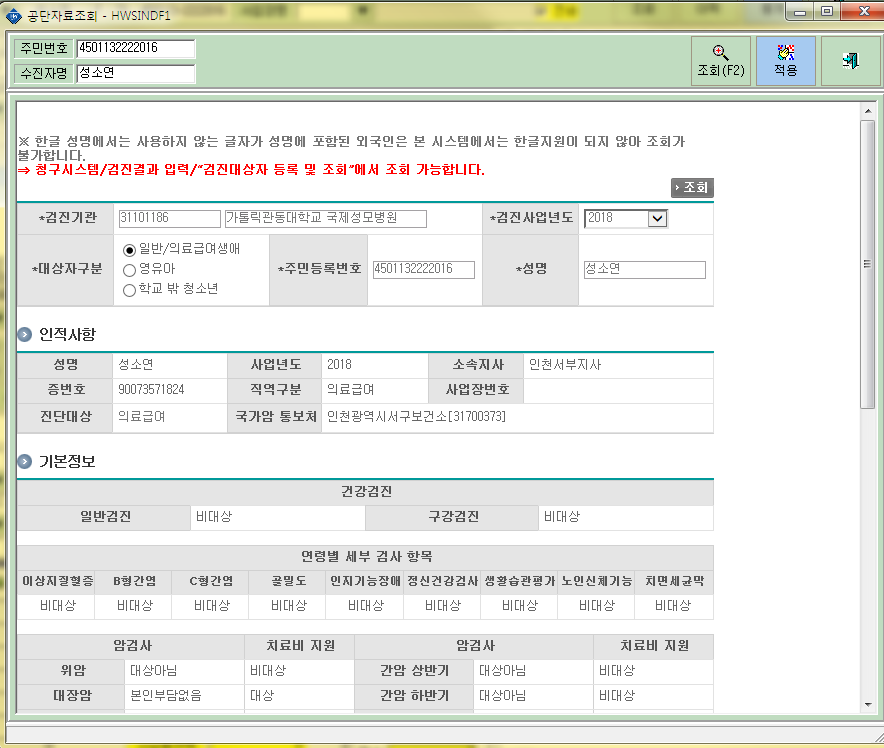 공단자료조회 - HWSINDF1
주민번호 4501132222016
수진자명 성소연
조회(F2) 적용
※ 한글 성명에서는 사용하지 않는 글자가 성명에 포함된 외국인은 본 시스템에서는 한글지원이 되지 않아 조회가
불가합니다.
⇒ 청구시스템/검진결과 입력/"검진대상자 등록 및 조회"에서 조회 가능합니다.
조회
*검진기관 31101186 가톨릭관동대학교 국제성모병원 *검진사업년도 2018
*대상자구분 일반/의료급여생애 *주민등록번호 4501132222016 *성명 성소연
영유아
학교 밖 청소년
인적사항
성명 성소연 사업년도 2018 소속지사 인천서부지사
증번호 90073571824 직역구분 의료급여 사업장번호
진단대상 의료급여 국가암 통보처 인천광역시서구보건소[31700373]
기본정보
건강검진
일반검진 비대상 구강검진 비대상
연령별 세부 검사 항목
이상지질혈증 B형간염 C형간염 골밀도 인지기능장애 정신건강검사 생활습관평가 노인신체기능 치면세균막
비대상 비대상 비대상 비대상 비대상 비대상 비대상 비대상 비대상
암검사 치료비 지원 암검사 치료비 지원
위암 대상아님 비대상 간암 상반기 대상아님 비대상
대장암 본인부담없음 대상 간암 하반기 대상아님 비대상